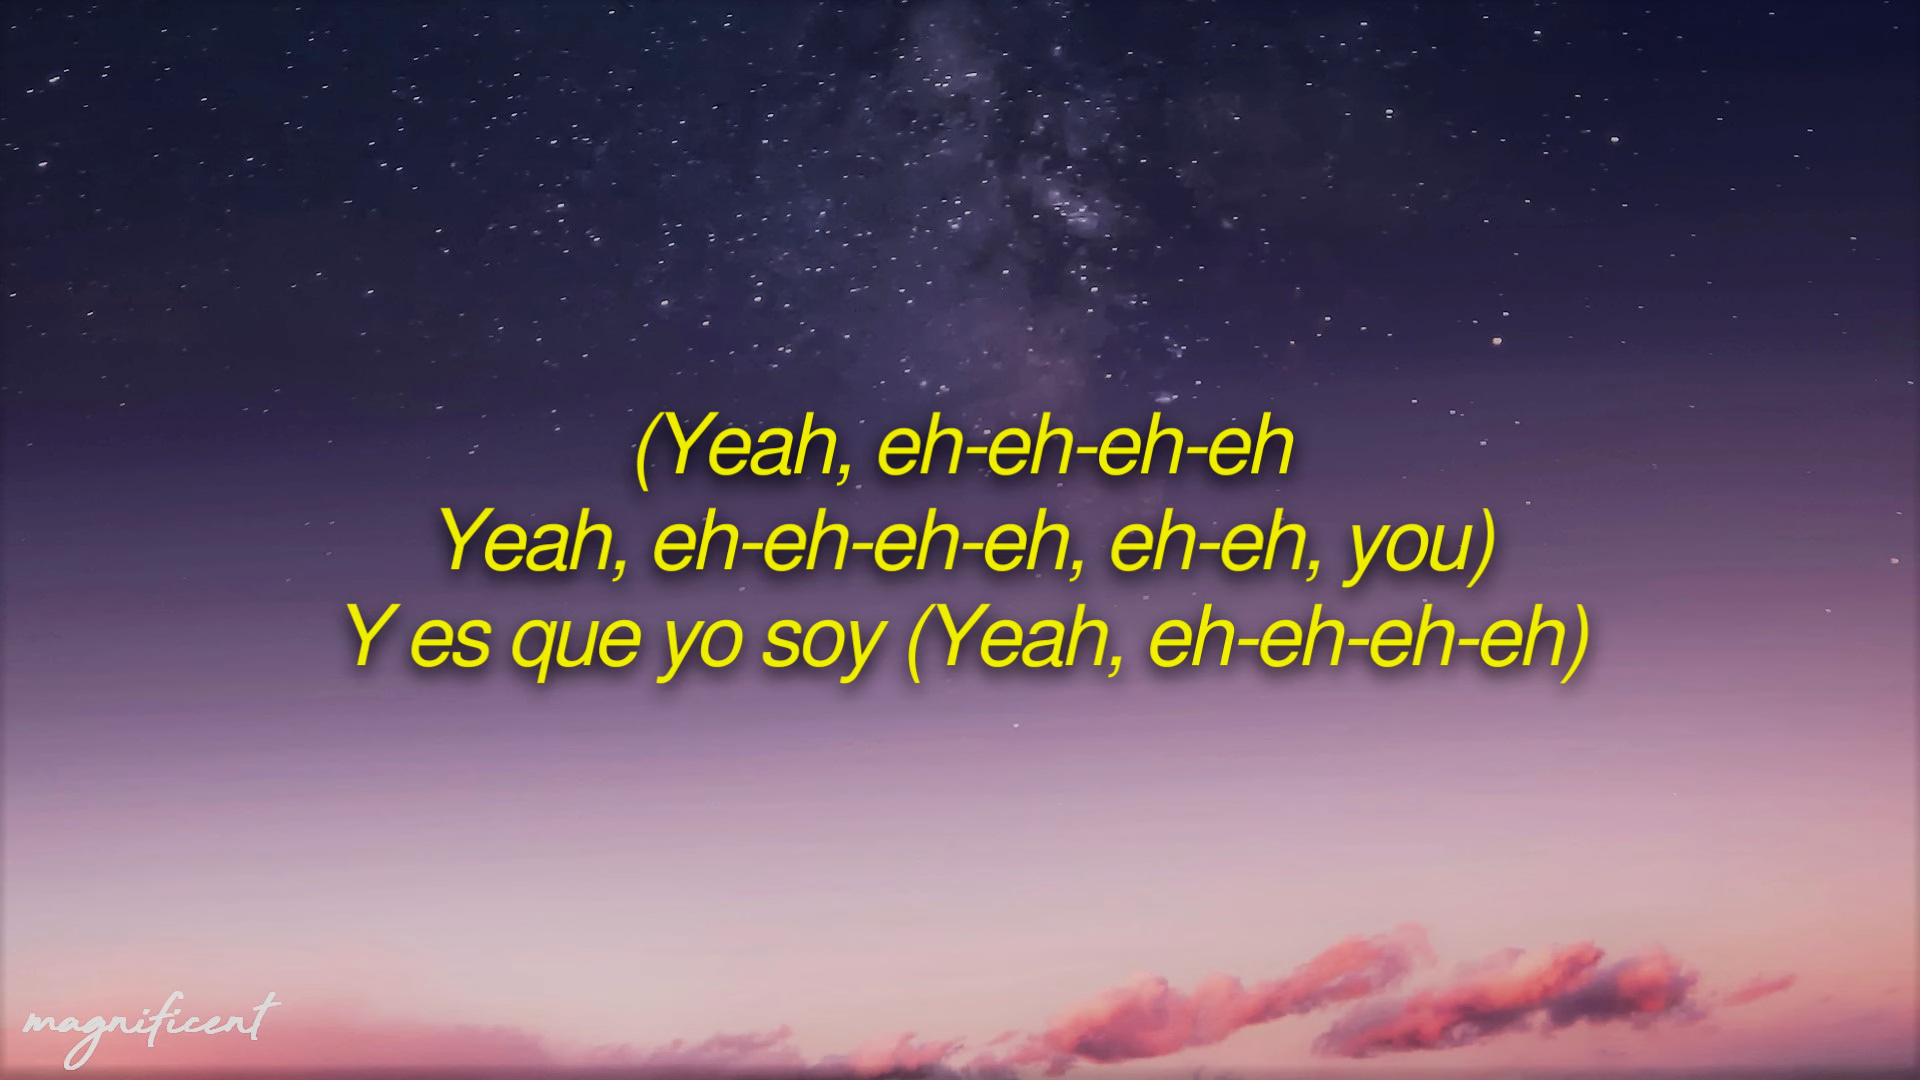 (Yeah, eh-eh-eh-eh
Yeah, eh-eh-eh-eh, eh-eh, you)
Y es que yo soy (Yeah, eh-eh-eh-eh)
magnificent